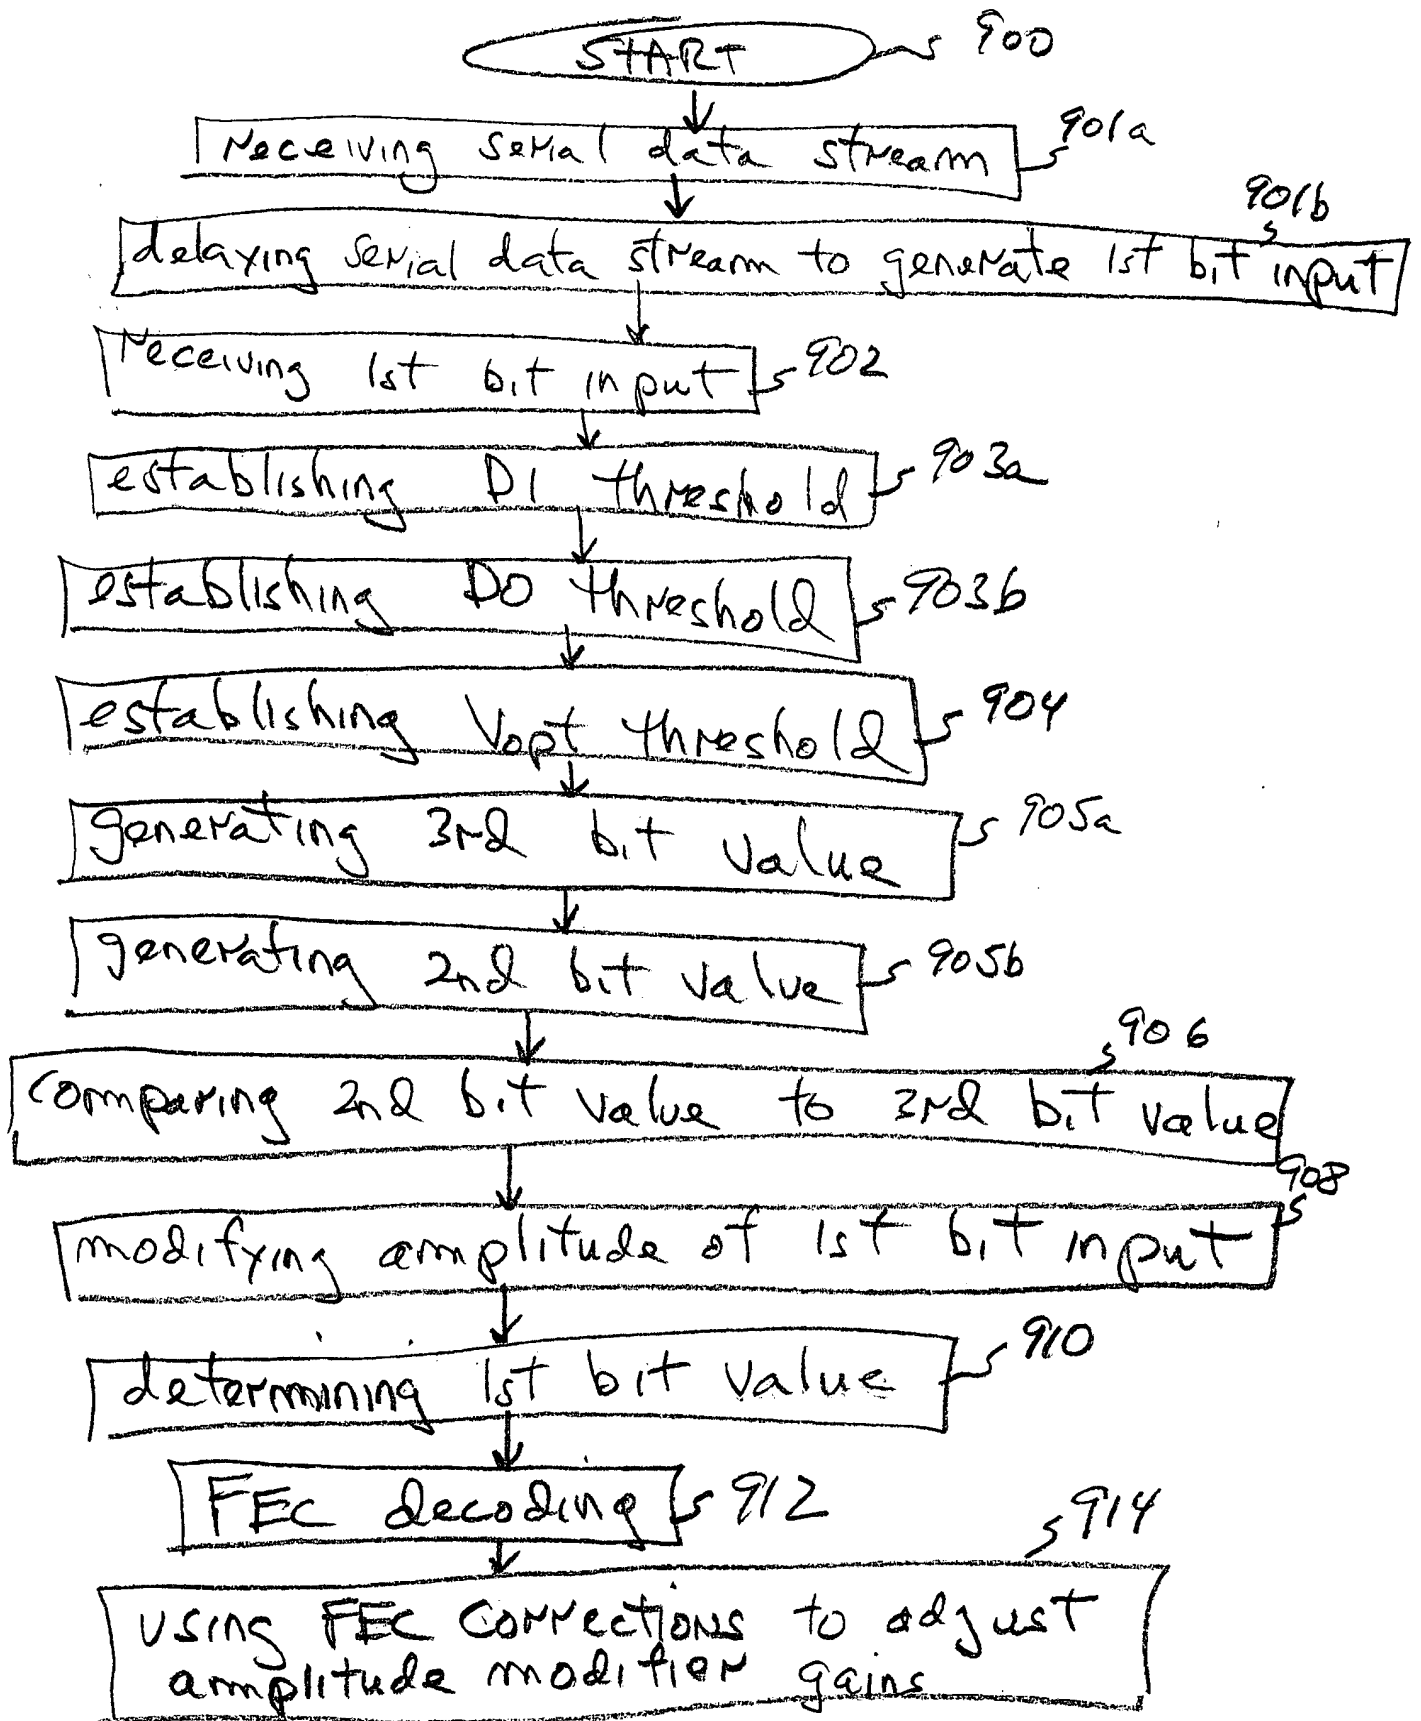 START 900
receiving serial data stream 901a
901b
delaying serial data stream to generate 1st bit input
receiving 1st bit input 902
establishing D1 threshold 903a
establishing D0 threshold 903b
establishing Vopt threshold 904
generating 3rd bit value 905a
generating 2nd bit value 905b
906
comparing 2nd bit value to 3rd bit value
908
modifying amplitude of 1st bit input
determining 1st bit value 910
FEC decoding 912
914
using FEC corrections to adjust
amplitude modifier gains